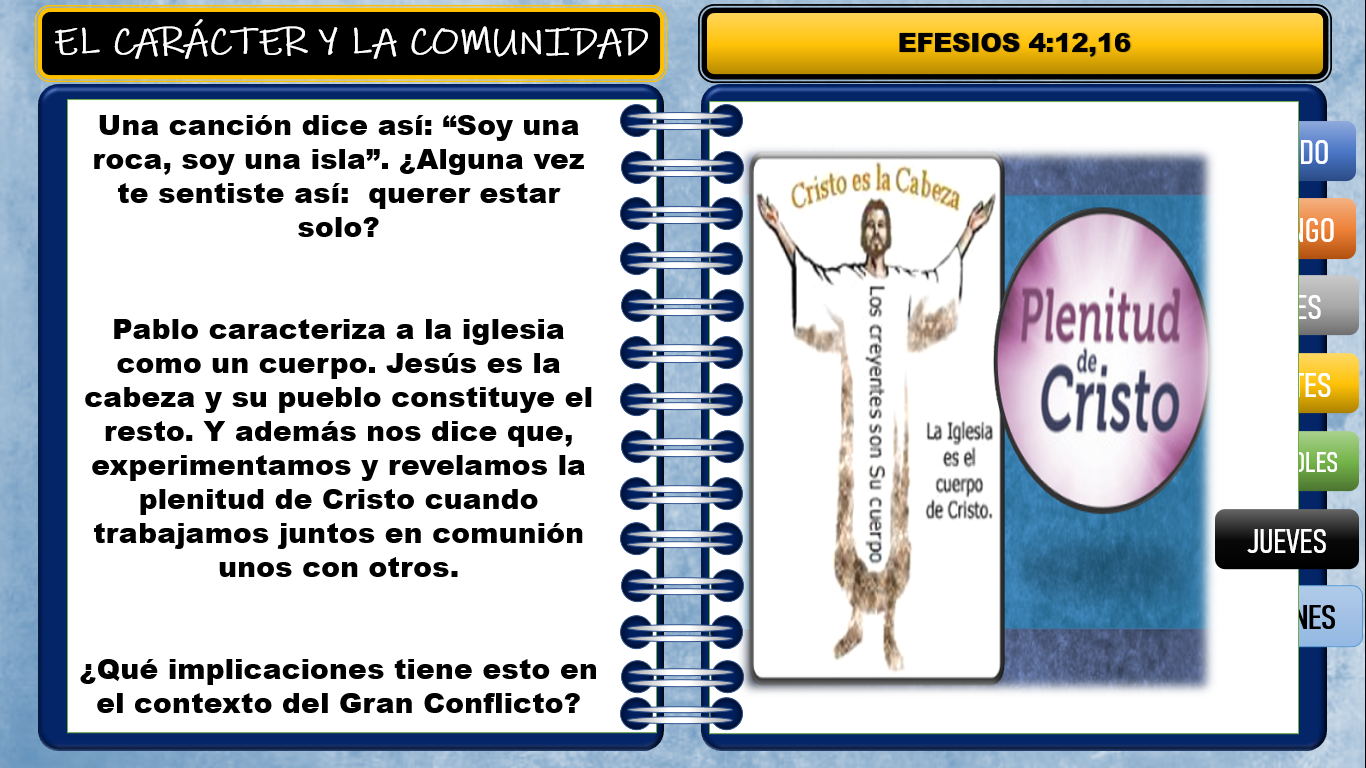 EL CARÁCTER Y LA COMUNIDAD
EFESIOS 4:12,16
Una canción dice así: “Soy una
roca, soy una isla”. ¿Alguna vez
te sentiste así:  querer estar
solo?
Pablo caracteriza a la iglesia
como un cuerpo. Jesús es la
cabeza y su pueblo constituye el
resto. Y además nos dice que,
experimentamos y revelamos la
plenitud de Cristo cuando
trabajamos juntos en comunión
unos con otros.
¿Qué implicaciones tiene esto en
el contexto del Gran Conflicto?
Cristo es la Cabeza
Los creyentes son Su cuerpo
La Iglesia
es el
cuerpo
de Cristo.
Plenitud
de
Cristo
DO
NGO
ES
TES
OLES
JUEVES
NES